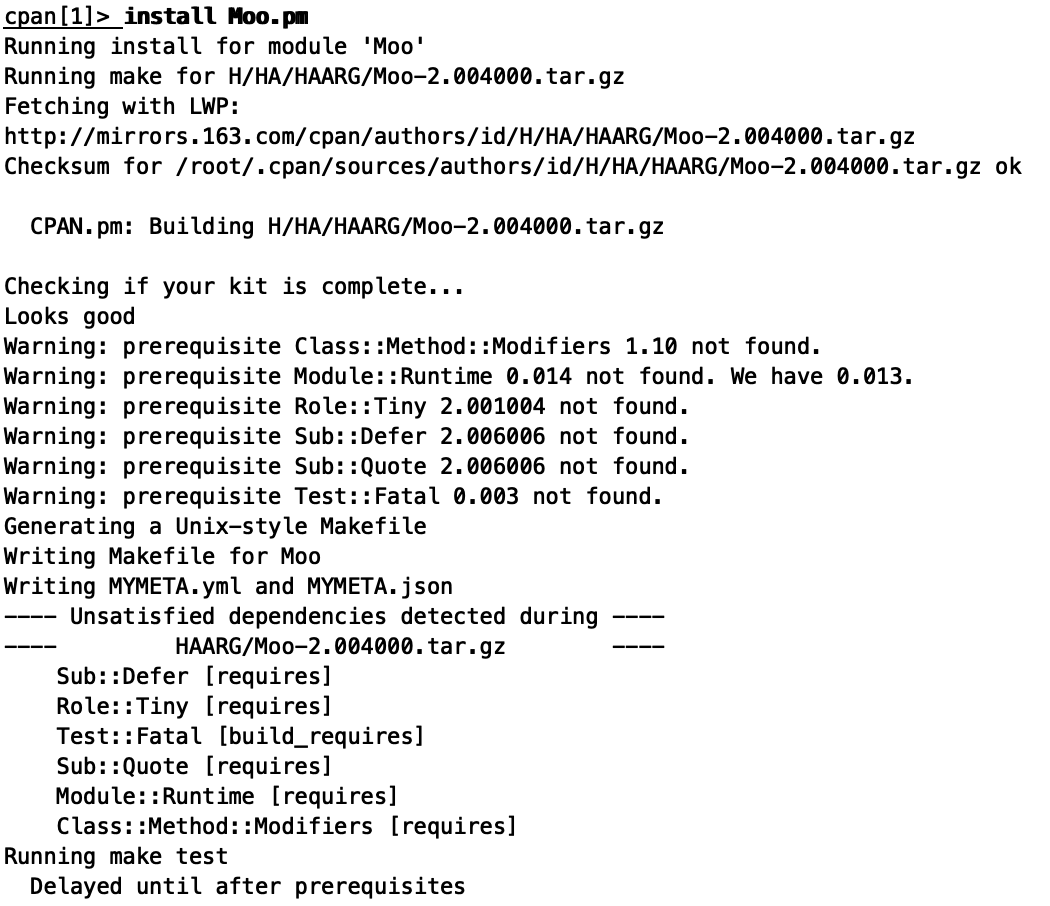 cpan[1]> install Moo.pm
Running install for module 'Moo'
Running make for H/HA/HAARG/Moo-2.004000.tar.gz
Fetching with LWP:
http://mirrors.163.com/cpan/authors/id/H/HA/HAARG/Moo-2.004000.tar.gz
Checksum for /root/.cpan/sources/authors/id/H/HA/HAARG/Moo-2.004000.tar.gz ok
CPAN.pm: Building H/HA/HAARG/Moo-2.004000.tar.gz
Checking if your kit is complete...
Looks good
Warning: prerequisite Class::Method::Modifiers 1.10 not found.
Warning: prerequisite Module::Runtime 0.014 not found. We have 0.013.
Warning: prerequisite Role::Tiny 2.001004 not found.
Warning: prerequisite Sub::Defer 2.006006 not found.
Warning: prerequisite Sub::Quote 2.006006 not found.
Warning: prerequisite Test::Fatal 0.003 not found.
Generating a Unix-style Makefile
Writing Makefile for Moo
Writing MYMETA.yml and MYMETA.json
---- Unsatisfied dependencies detected during ----
----         HAARG/Moo-2.004000.tar.gz        ----
Sub::Defer [requires]
Role::Tiny [requires]
Test::Fatal [build_requires]
Sub::Quote [requires]
Module::Runtime [requires]
Class::Method::Modifiers [requires]
Running make test
Delayed until after prerequisites